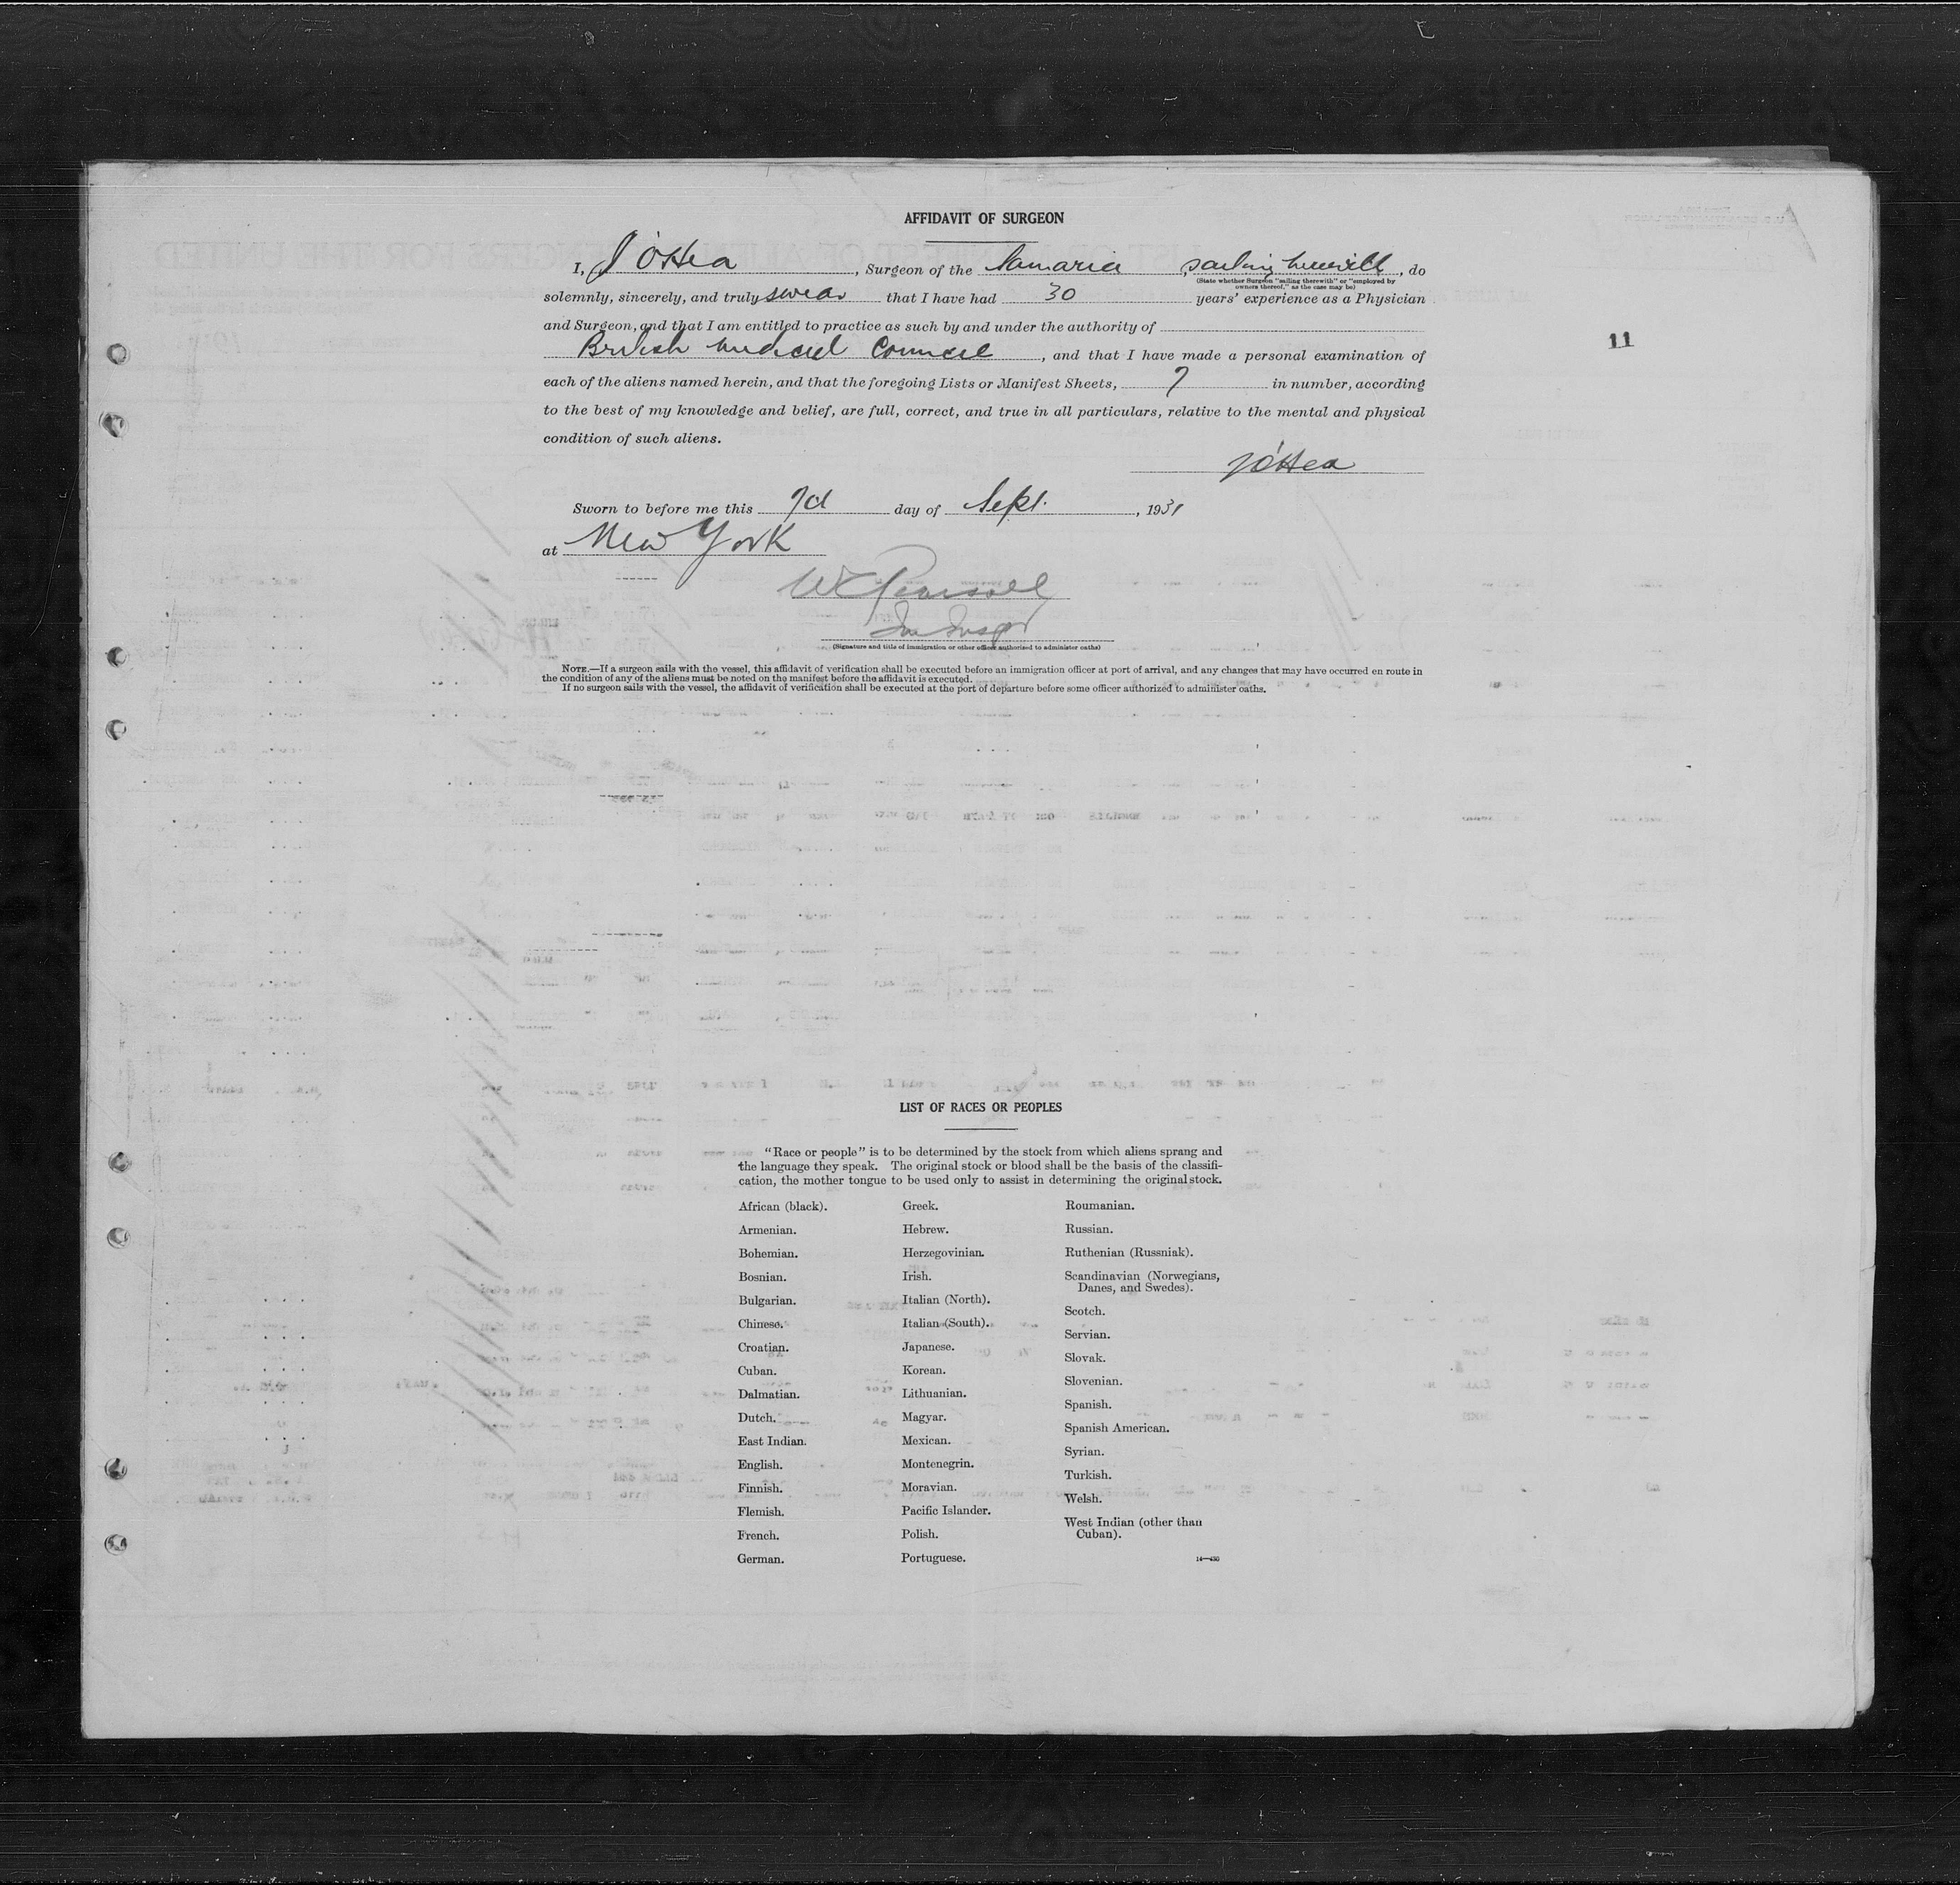 AFFIDAVIT OF SURGEON
I, J O'Hea, Surgeon of the Samaria, sailing therewith, do
(State whether Surgeon "sailing therewith" or "employed by
owners thereof," as the case may be)
solemnly, sincerely, and truly swear that I have had 30 years' experience as a Physician
and Surgeon, and that I am entitled to practice as such by and under the authority of
British Medical Council, and that I have made a personal examination of
11
each of the aliens named herein, and that the foregoing Lists or Manifest Sheets, 7 in number, according
to the best of my knowledge and belief, are full, correct, and true in all particulars, relative to the mental and physical
condition of such aliens.
J O'Hea
Sworn to before me this 7d day of Sept., 1931
at New York
(Signature and title of immigration or other officer authorized to administer oaths)
NOTE.—If a surgeon sails with the vessel, this affidavit of verification shall be executed before an immigration officer at port of arrival, and any changes that may have occurred en route in
the condition of any of the aliens must be noted on the manifest before the affidavit is executed.
If no surgeon sails with the vessel, the affidavit of verification shall be executed at the port of departure before some officer authorized to administer oaths.
LIST OF RACES OR PEOPLES
"Race or people" is to be determined by the stock from which aliens sprang and
the language they speak. The original stock or blood shall be the basis of the classifi-
cation, the mother tongue to be used only to assist in determining the original stock.
African (black).
Armenian.
Bohemian.
Bosnian.
Bulgarian.
Chinese.
Croatian.
Cuban.
Dalmatian.
Dutch.
East Indian.
English.
Finnish.
Flemish.
French.
German.
Greek.
Hebrew.
Herzegovinian.
Irish.
Italian (North).
Italian (South).
Japanese.
Korean.
Lithuanian.
Magyar.
Mexican.
Montenegrin.
Moravian.
Pacific Islander.
Polish.
Portuguese.
Roumanian.
Russian.
Ruthenian (Russniak).
Scandinavian (Norwegians,
Danes, and Swedes).
Scotch.
Servian.
Slovak.
Slovenian.
Spanish.
Spanish American.
Syrian.
Turkish.
Welsh.
West Indian (other than
Cuban).